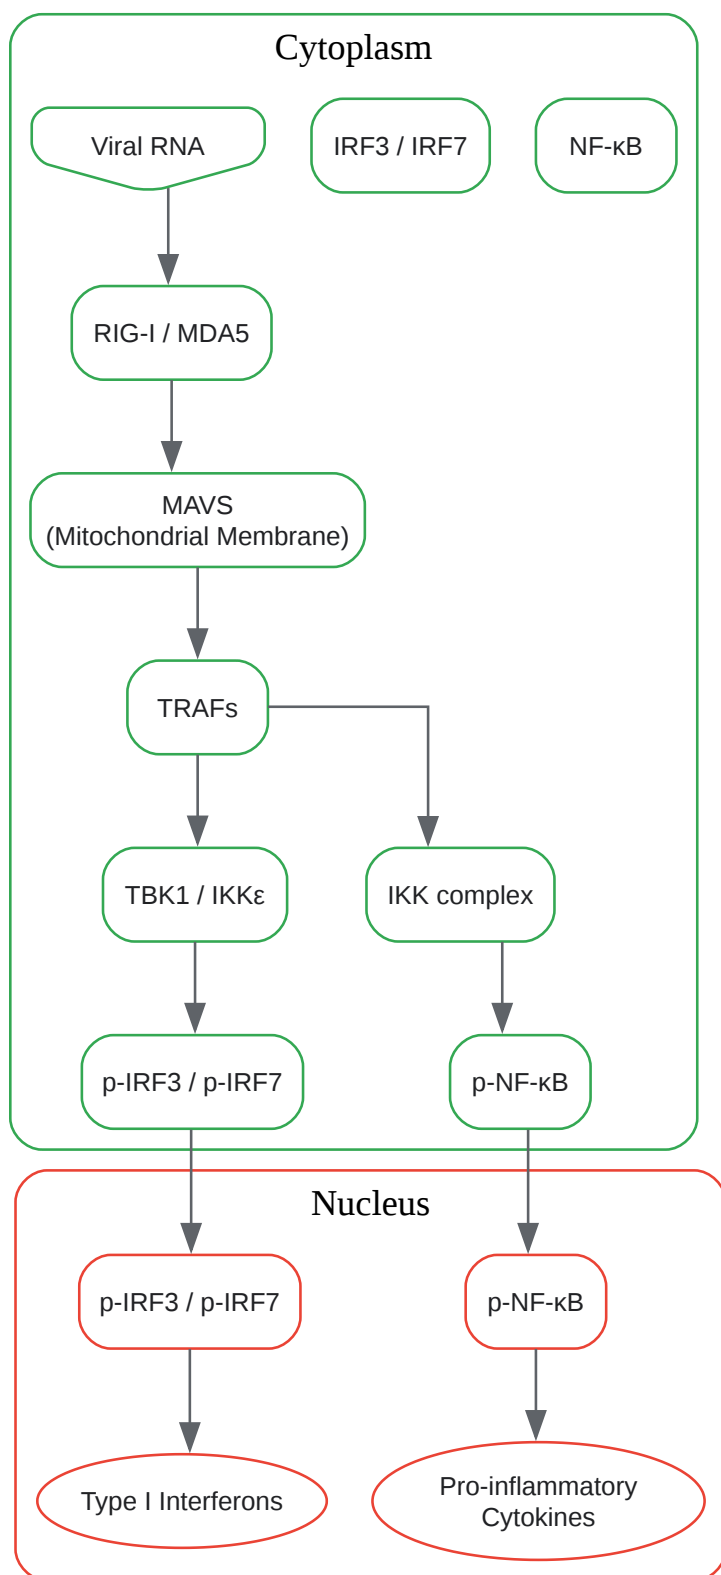 Cytoplasm
Viral RNA
IRF3 / IRF7
NF-κB
RIG-I / MDA5
MAVS
(Mitochondrial Membrane)
TRAFs
TBK1 / IKKε
IKK complex
p-IRF3 / p-IRF7
p-NF-κB
Nucleus
p-IRF3 / p-IRF7
p-NF-κB
Type I Interferons
Pro-inflammatory
Cytokines